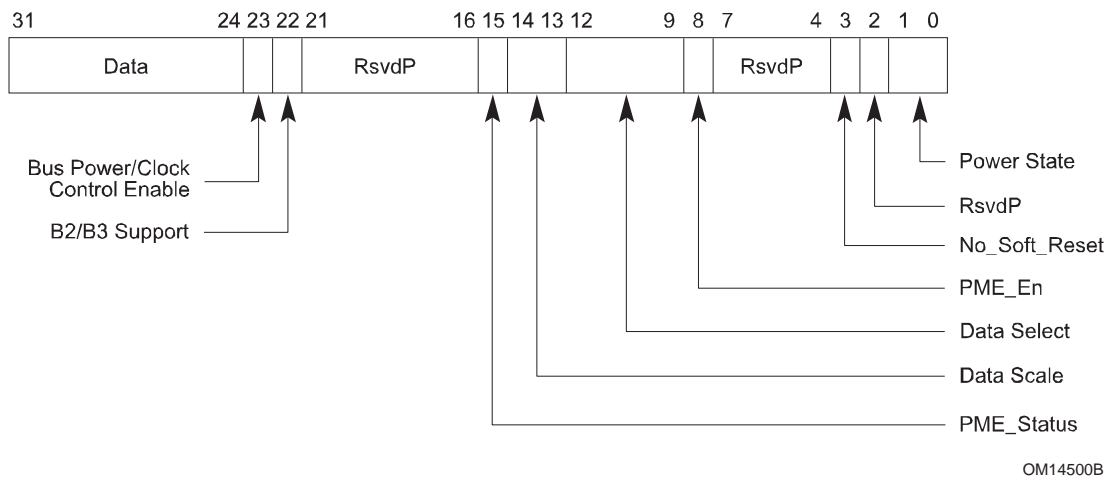 31 24 23 22 21 16 15 14 13 12 9 8 7 4 3 2 1 0
Data RsvdP RsvdP
Bus Power/Clock
Control Enable
B2/B3 Support
Power State
RsvdP
No_Soft_Reset
PME_En
Data Select
Data Scale
PME_Status
OM14500B